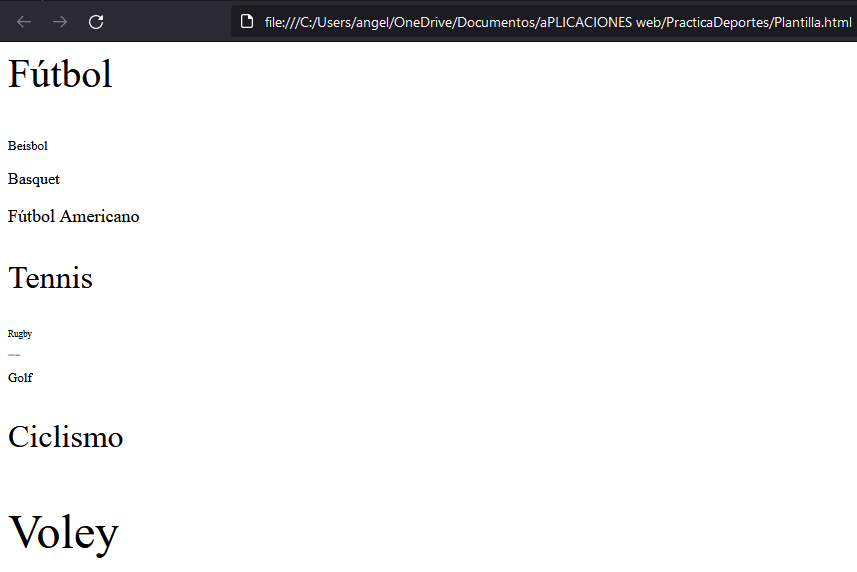 file:///C:/Users/angel/OneDrive/Documentos/aPLICACIONES web/PracticaDeportes/Plantilla.html
Fútbol
Beisbol
Basquet
Fútbol Americano
Tennis
Rugby
Golf
Ciclismo
Voley